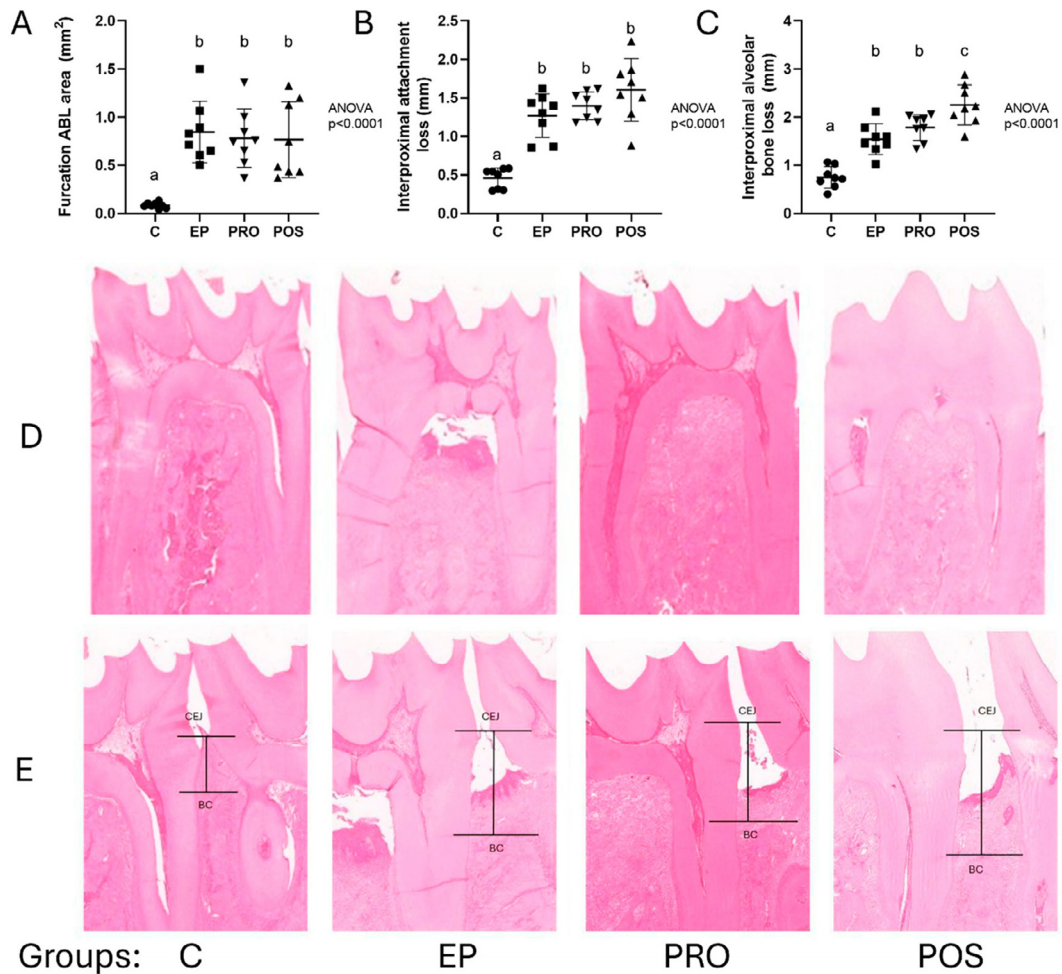 A
Furcation ABL area (mm²)
2.0
1.5
1.0
0.5
0.0
a
b
b
b
C
EP
PRO
POS
ANOVA
p<0.0001
B
Interproximal attachment
loss (mm)
2.5
2.0
1.5
1.0
0.5
0.0
a
b
b
b
C
EP
PRO
POS
ANOVA
p<0.0001
C
Interproximal alveolar
bone loss (mm)
4
3
2
1
0
a
b
b
c
C
EP
PRO
POS
ANOVA
p<0.0001
D
E
CEJ
BC
CEJ
BC
CEJ
BC
CEJ
BC
Groups: C EP PRO POS